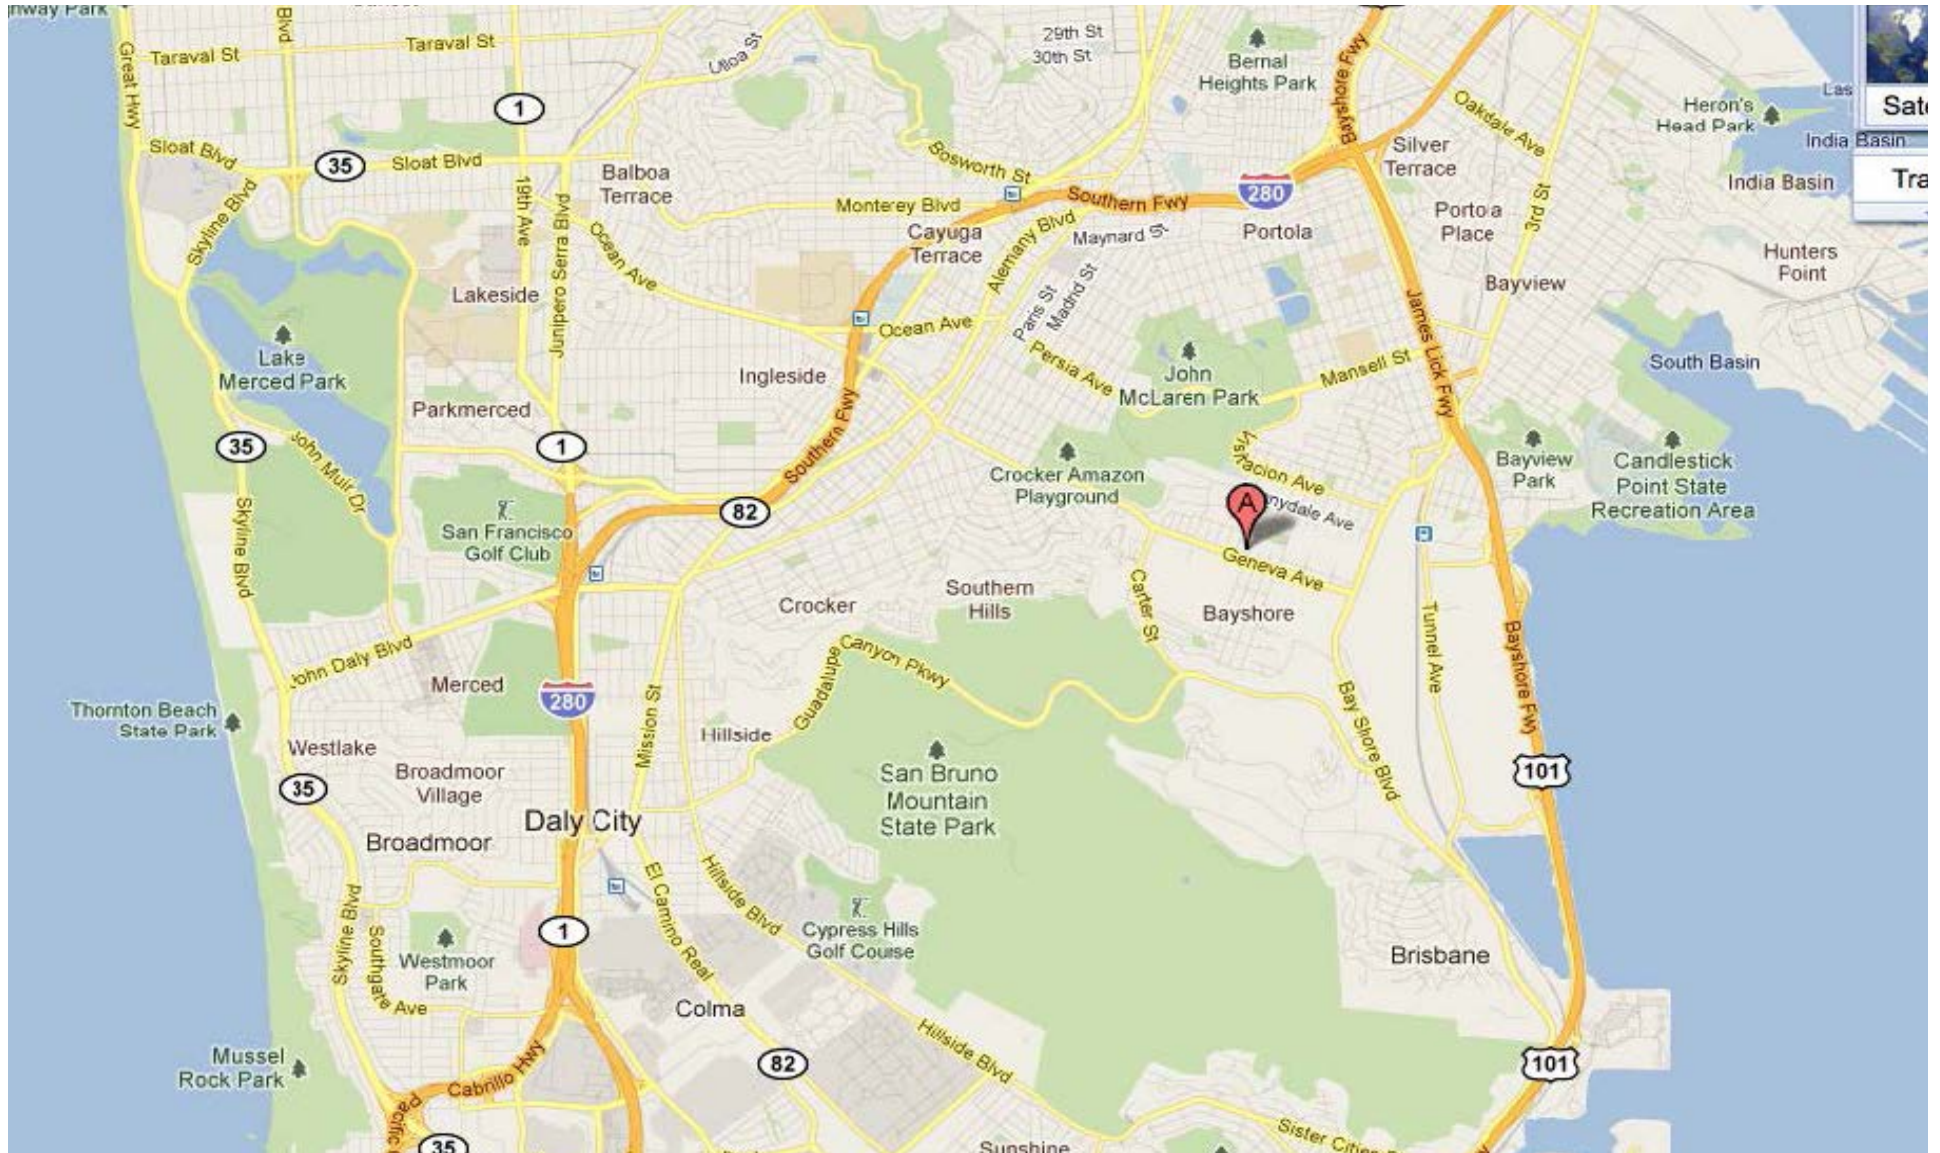 Park
Taraval St
Taraval St
Ulloa St
29th St
30th St
Bernal
Heights Park
Bayshore Fwy
Great Hwy
Blvd
1
Oakdale Ave
Heron's
Head Park
Las
Sate
India Basin
Sloat Blvd
35
Sloat Blvd
Balboa
Terrace
Bosworth St
Silver
Terrace
India Basin
Tra
280
Southern Fwy
Monterey Blvd
Skyline Blvd
19th Ave
Junipero Serra Blvd
Ocean Ave
Cayuga
Terrace
Alemany Blvd
Maynard St
Portola
Portola
Place
3rd St
Hunters
Point
Lakeside
Paris St
Madrid St
Bayview
Ocean Ave
James Lick Fwy
Lake
Merced Park
Ingleside
Persia Ave
John
McLaren Park
Mansell St
South Basin
Parkmerced
Southern Fwy
35
John Muir Dr
1
Crocker Amazon
Playground
Visitacion Ave
Bayview
Park
Candlestick
Point State
Recreation Area
Skyline Blvd
San Francisco
Golf Club
82
A
nydale Ave
Geneva Ave
Carter St
Southern
Hills
Crocker
Bayshore
Tunnel Ave
Bayshore Fwy
John Daly Blvd
Guadalupe Canyon Pkwy
Merced
280
Mission St
Bay Shore Blvd
Thornton Beach
State Park
Westlake
Hillside
35
Broadmoor
Village
San Bruno
Mountain
State Park
101
Daly City
Broadmoor
El Camino Real
Hillside Blvd
Skyline Blvd
Southgate Ave
Westmoor
Park
1
Cypress Hills
Golf Course
Brisbane
Colma
Hillside Blvd
Mussel
Rock Park
Cabrillo Hwy
82
101
Pacific
35
Sunshine
Sister Cities